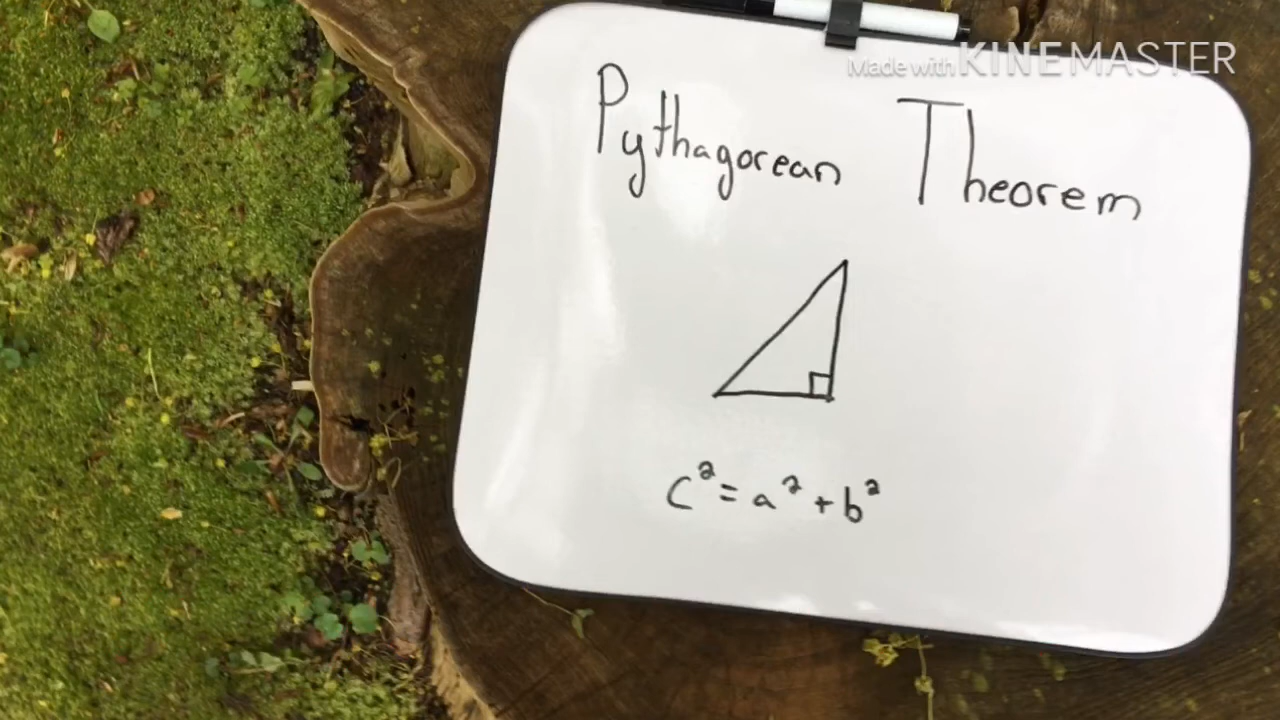 Made with KINEMASTER
Pythagorean Theorem
c² = a² + b²